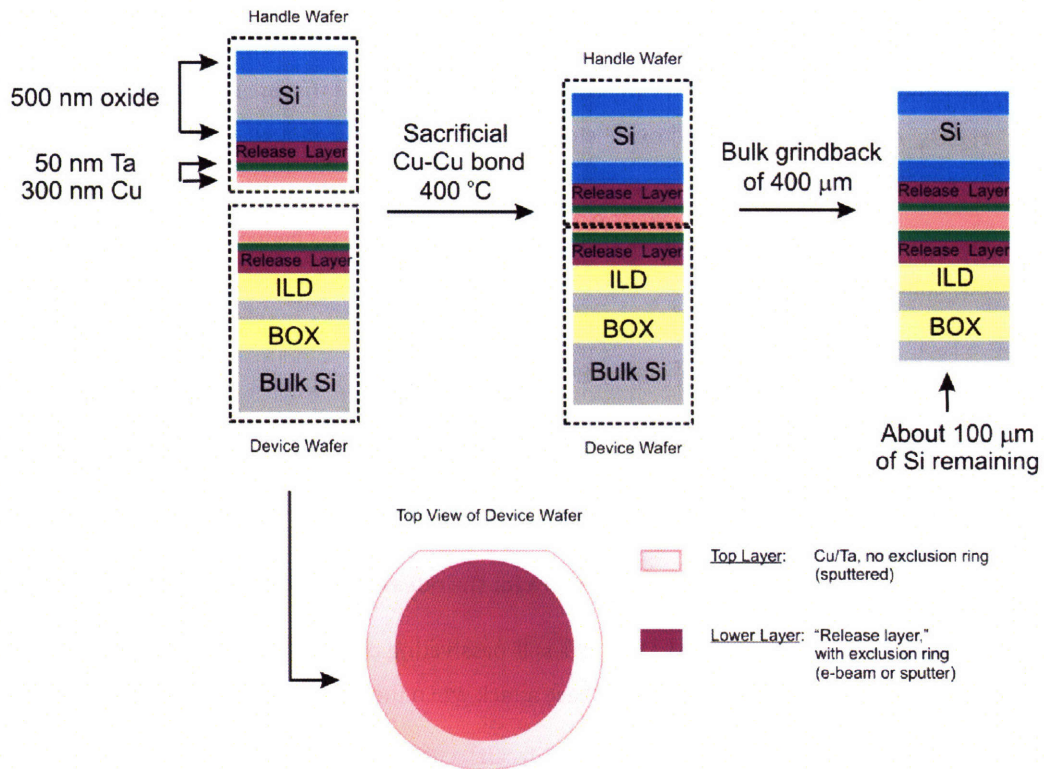 Handle Wafer
500 nm oxide
50 nm Ta
300 nm Cu
Si
Release Layer
Release Layer
ILD
BOX
Bulk Si
Device Wafer
Sacrificial
Cu-Cu bond
400 °C
Handle Wafer
Si
Release Layer
Release Layer
ILD
BOX
Bulk Si
Device Wafer
Bulk grindback
of 400 μm
Si
Release Layer
Release Layer
ILD
BOX
About 100 μm
of Si remaining
Top View of Device Wafer
Top Layer: Cu/Ta, no exclusion ring
(sputtered)
Lower Layer: "Release layer,"
with exclusion ring
(e-beam or sputter)